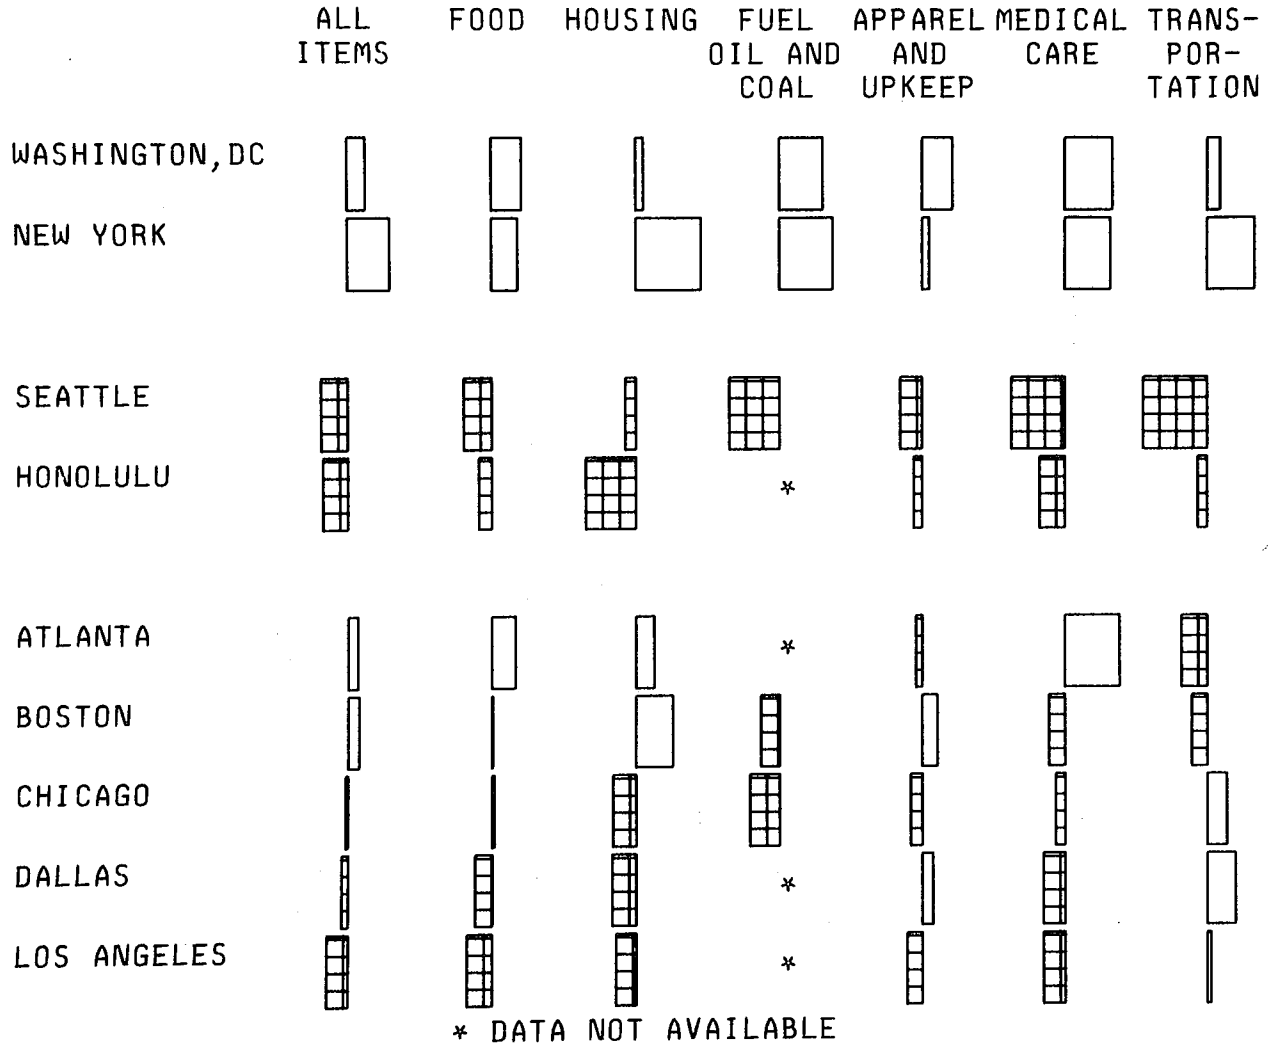 ALL FOOD HOUSING FUEL APPAREL MEDICAL TRANS-
ITEMS OIL AND AND CARE POR-
COAL UPKEEP TATION
WASHINGTON, DC
NEW YORK
SEATTLE
HONOLULU *
ATLANTA *
BOSTON
CHICAGO
DALLAS *
LOS ANGELES *
* DATA NOT AVAILABLE